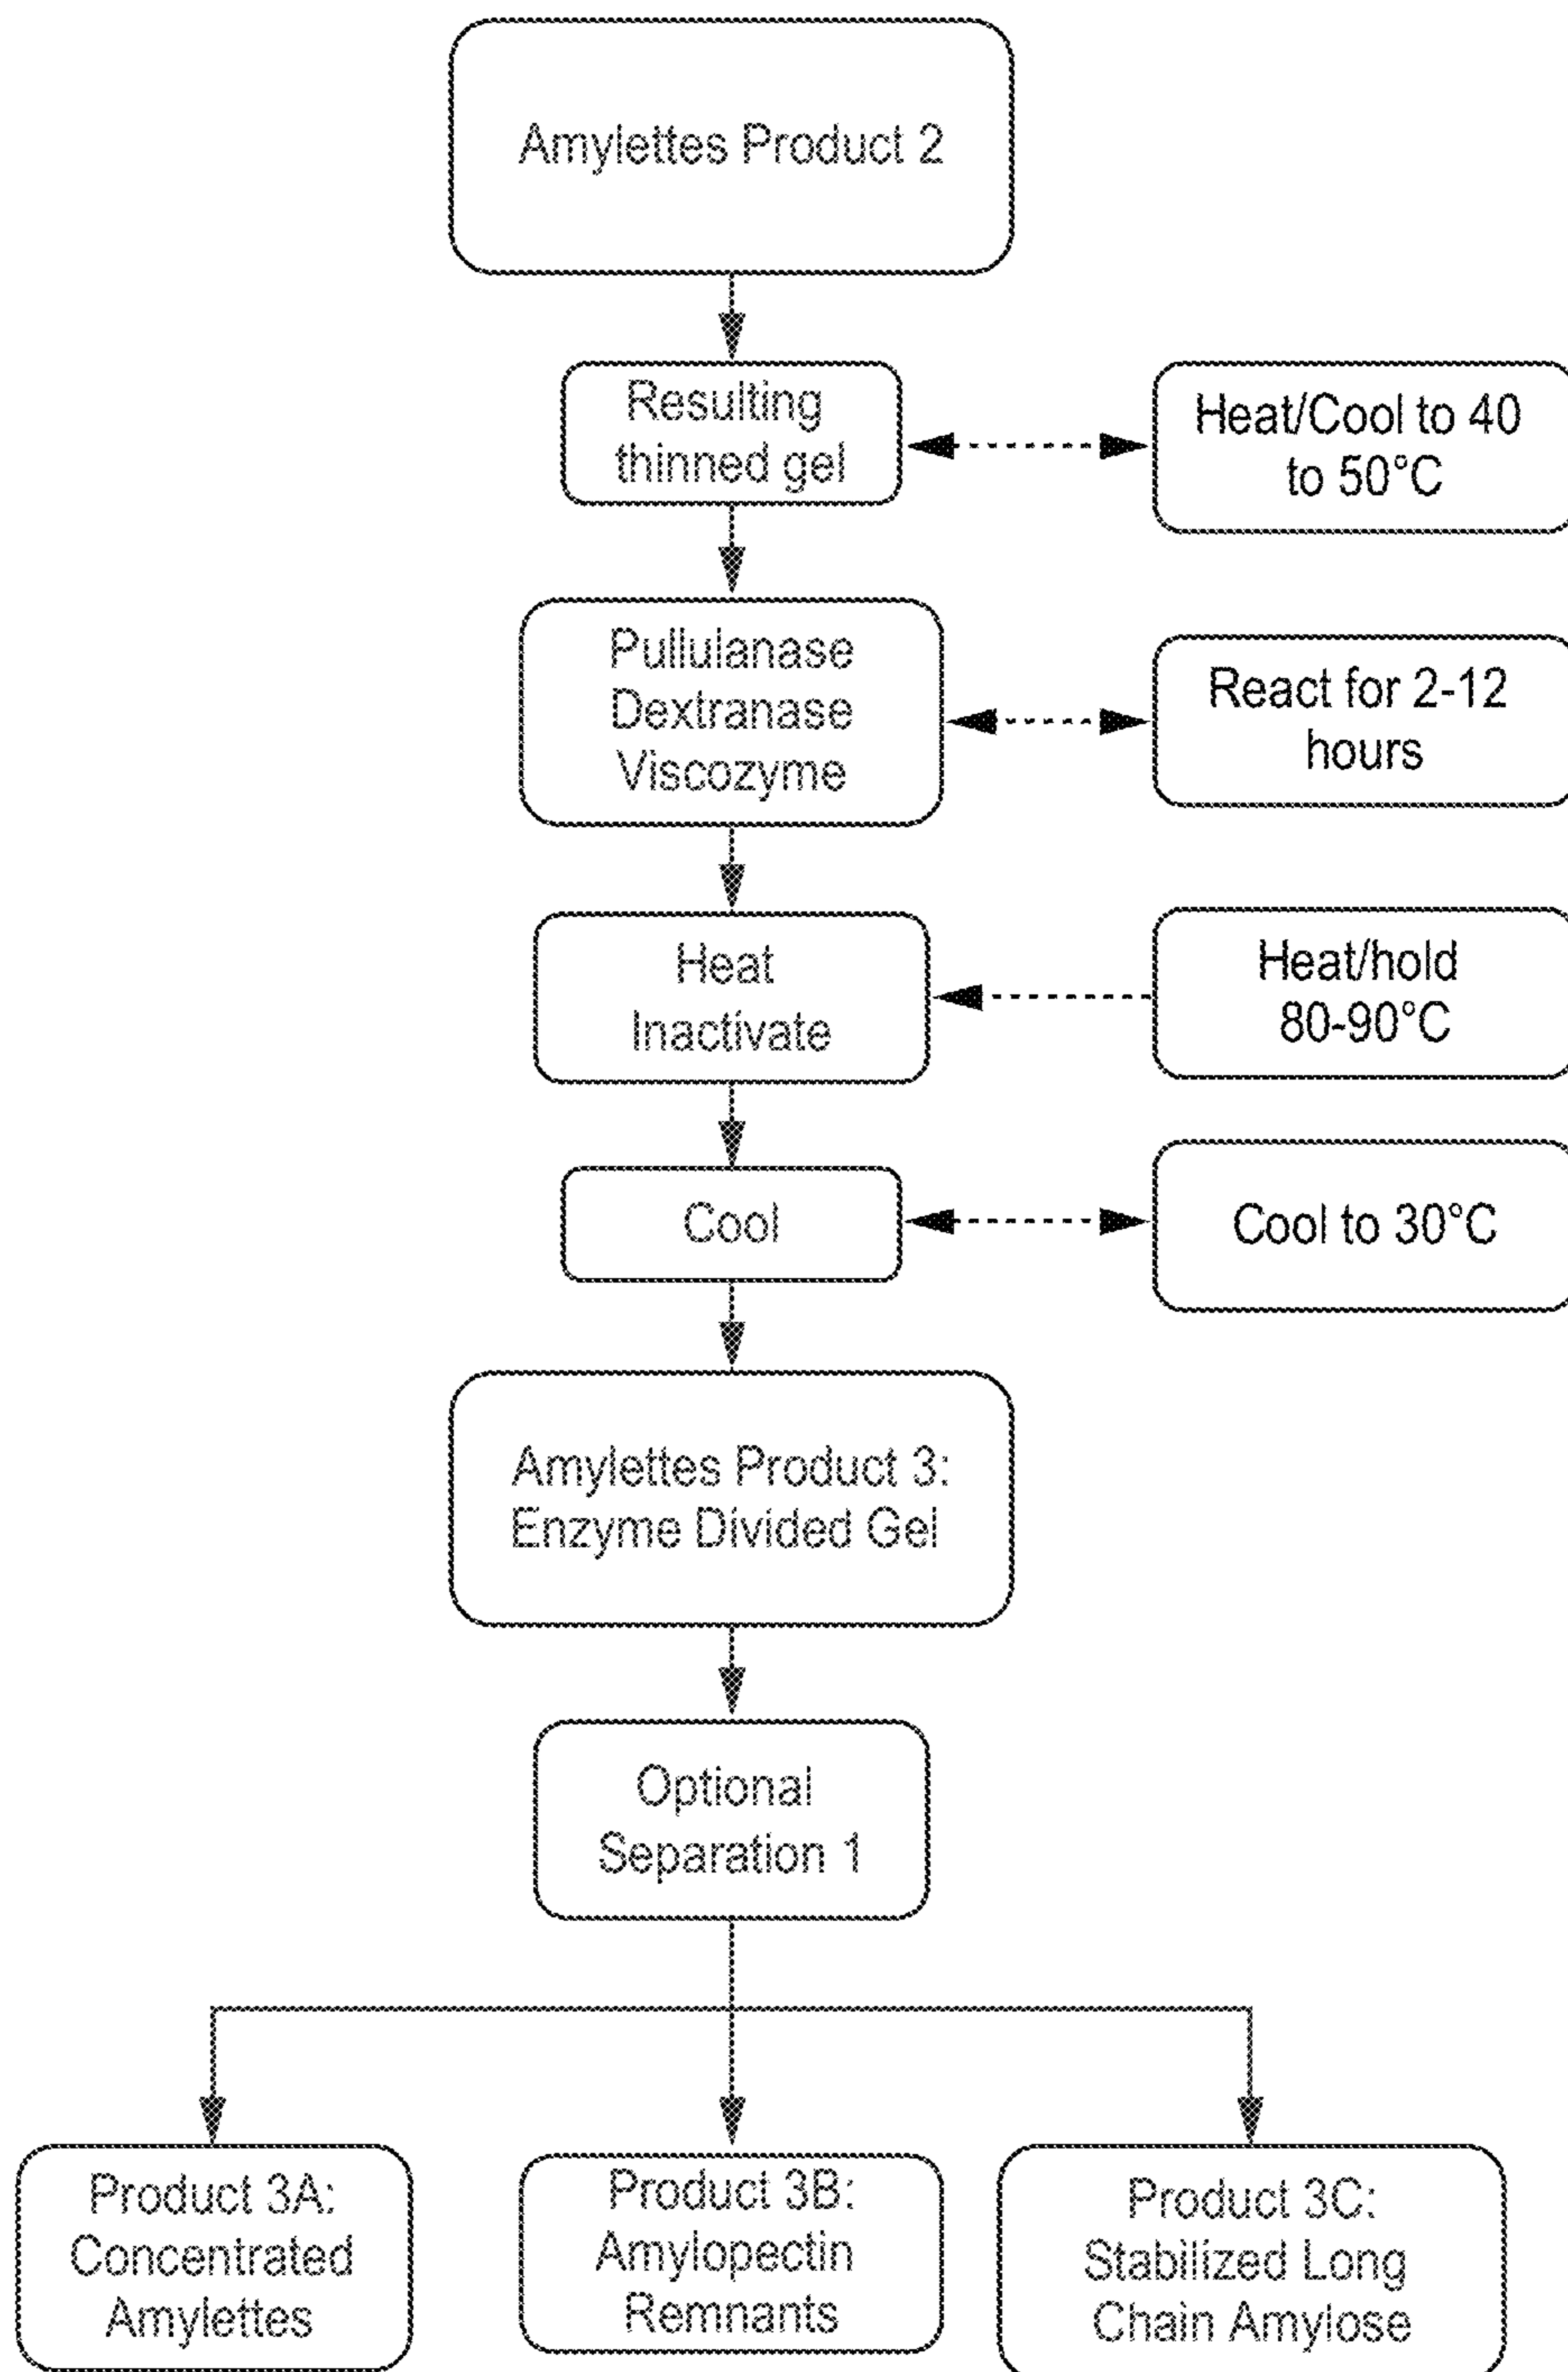 Amylettes Product 2
Resulting
thinned gel
Heat/Cool to 40
to 50°C
Pullulanase
Dextranase
Viscozyme
React for 2-12
hours
Heat
Inactivate
Heat/hold
80-90°C
Cool
Cool to 30°C
Amylettes Product 3:
Enzyme Divided Gel
Optional
Separation 1
Product 3A:
Concentrated
Amylettes
Product 3B:
Amylopectin
Remnants
Product 3C:
Stabilized Long
Chain Amylose